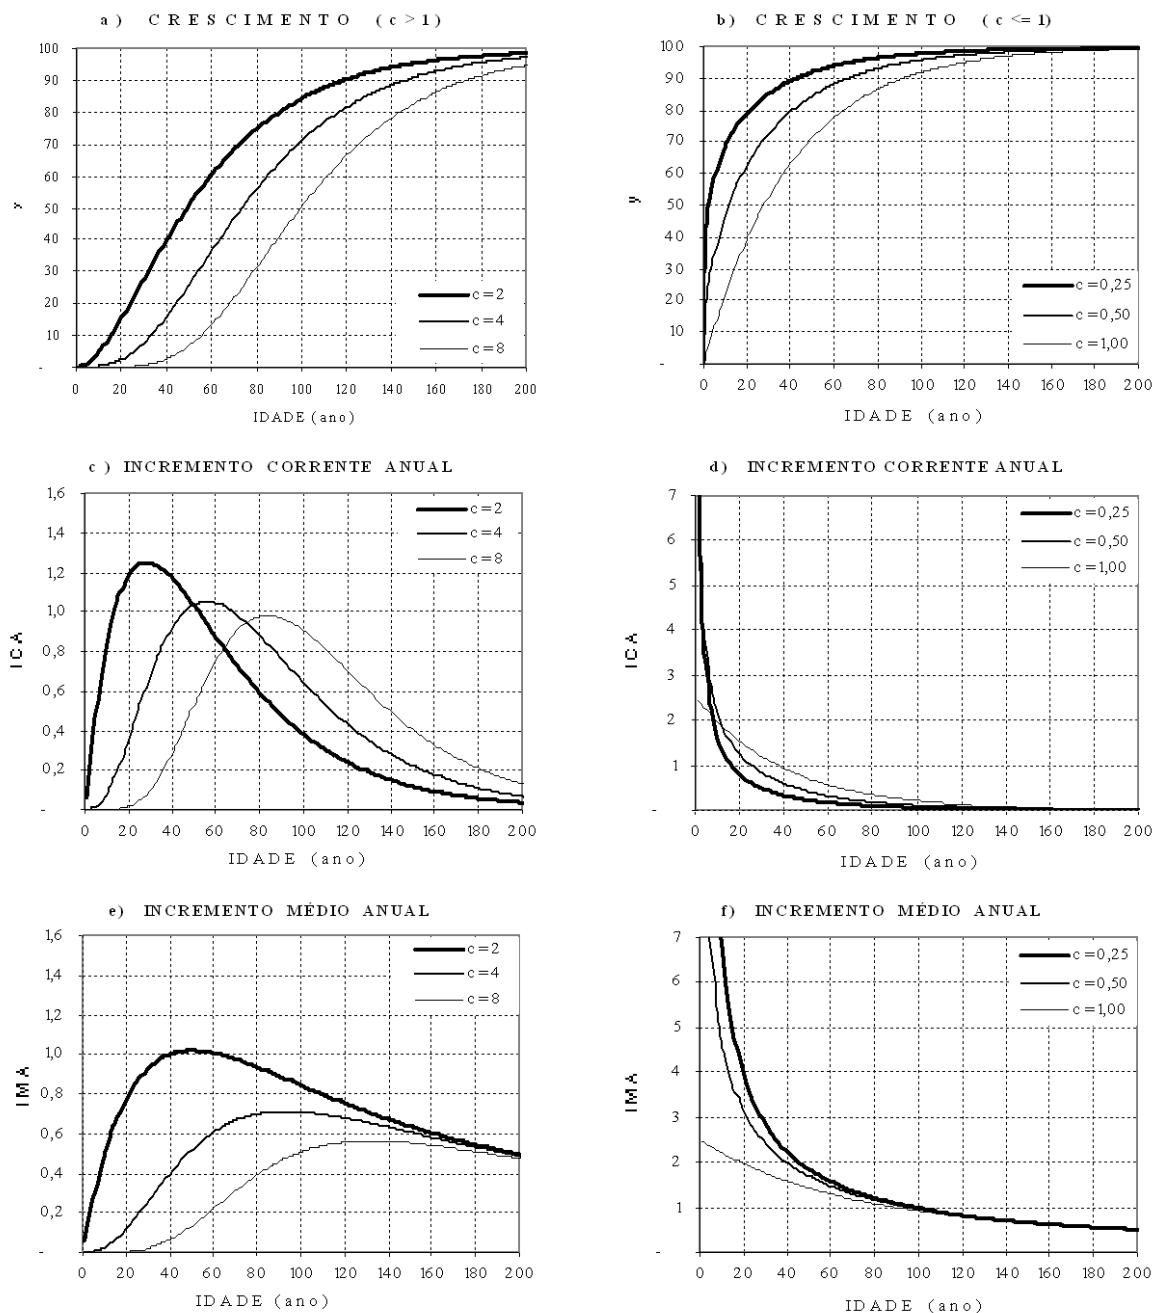 a) CRESCIMENTO (c > 1)
100
90
80
70
60
50
40
30
20
10
-
y
c=2
c=4
c=8
0 20 40 60 80 100 120 140 160 180 200
IDADE (ano)
b) CRESCIMENTO (c <= 1)
100
90
80
70
60
50
40
30
20
10
-
y
c=0,25
c=0,50
c=1,00
0 20 40 60 80 100 120 140 160 180 200
IDADE (ano)
c) INCREMENTO CORRENTE ANUAL
1,6
1,4
1,2
1,0
0,8
0,6
0,4
0,2
-
ICA
c=2
c=4
c=8
0 20 40 60 80 100 120 140 160 180 200
IDADE (ano)
d) INCREMENTO CORRENTE ANUAL
7
6
5
4
3
2
1
-
ICA
c=0,25
c=0,50
c=1,00
0 20 40 60 80 100 120 140 160 180 200
IDADE (ano)
e) INCREMENTO MÉDIO ANUAL
1,6
1,4
1,2
1,0
0,8
0,6
0,4
0,2
-
IMA
c=2
c=4
c=8
0 20 40 60 80 100 120 140 160 180 200
IDADE (ano)
f) INCREMENTO MÉDIO ANUAL
7
6
5
4
3
2
1
-
IMA
c=0,25
c=0,50
c=1,00
0 20 40 60 80 100 120 140 160 180 200
IDADE (ano)